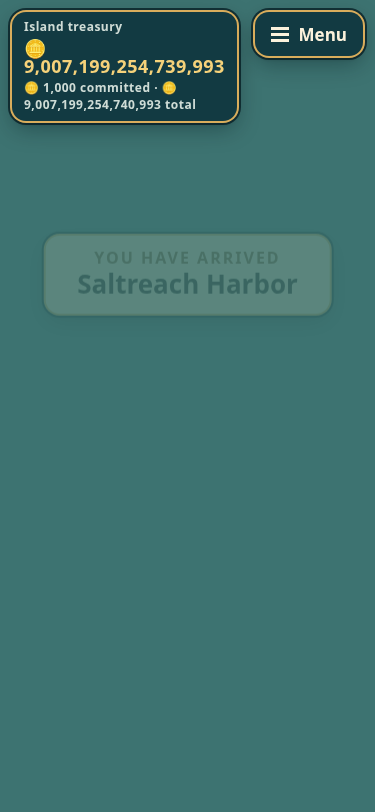 Island treasury
9,007,199,254,739,993
1,000 committed ·
9,007,199,254,740,993 total
Menu
YOU HAVE ARRIVED
Saltreach Harbor